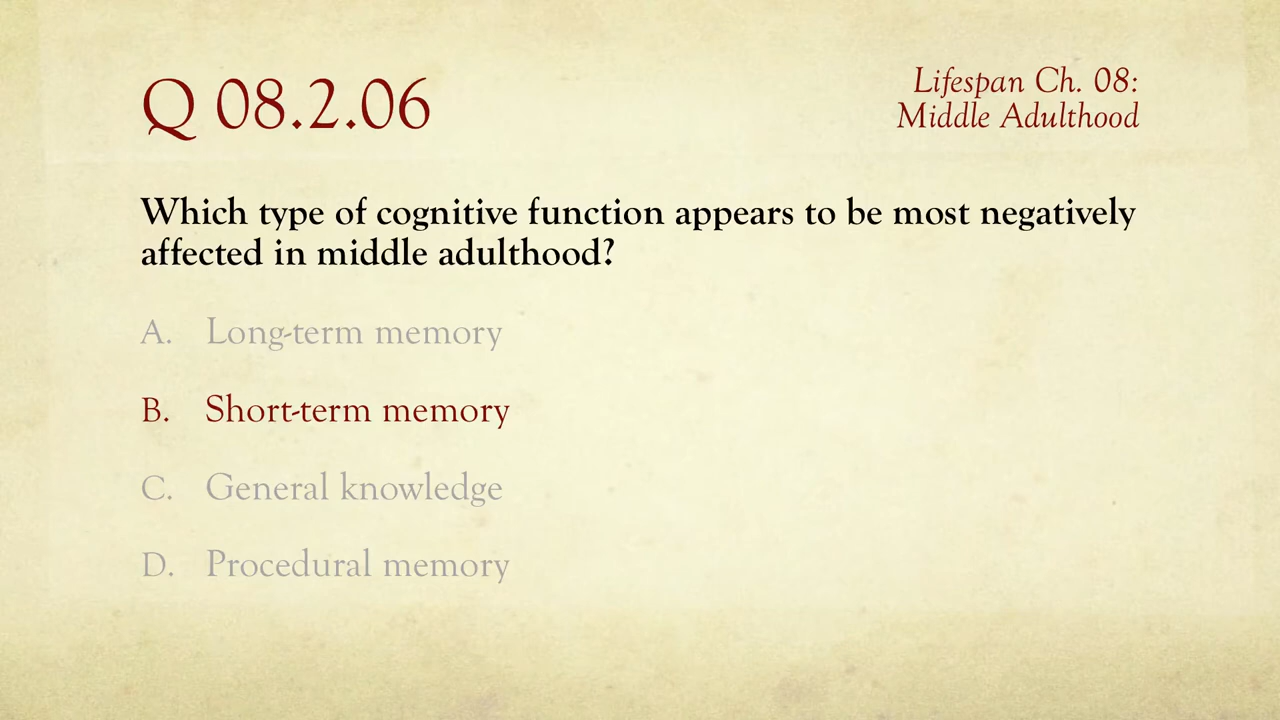 Q 08.2.06
Lifespan Ch. 08:
Middle Adulthood
Which type of cognitive function appears to be most negatively
affected in middle adulthood?
A. Long-term memory
B. Short-term memory
C. General knowledge
D. Procedural memory